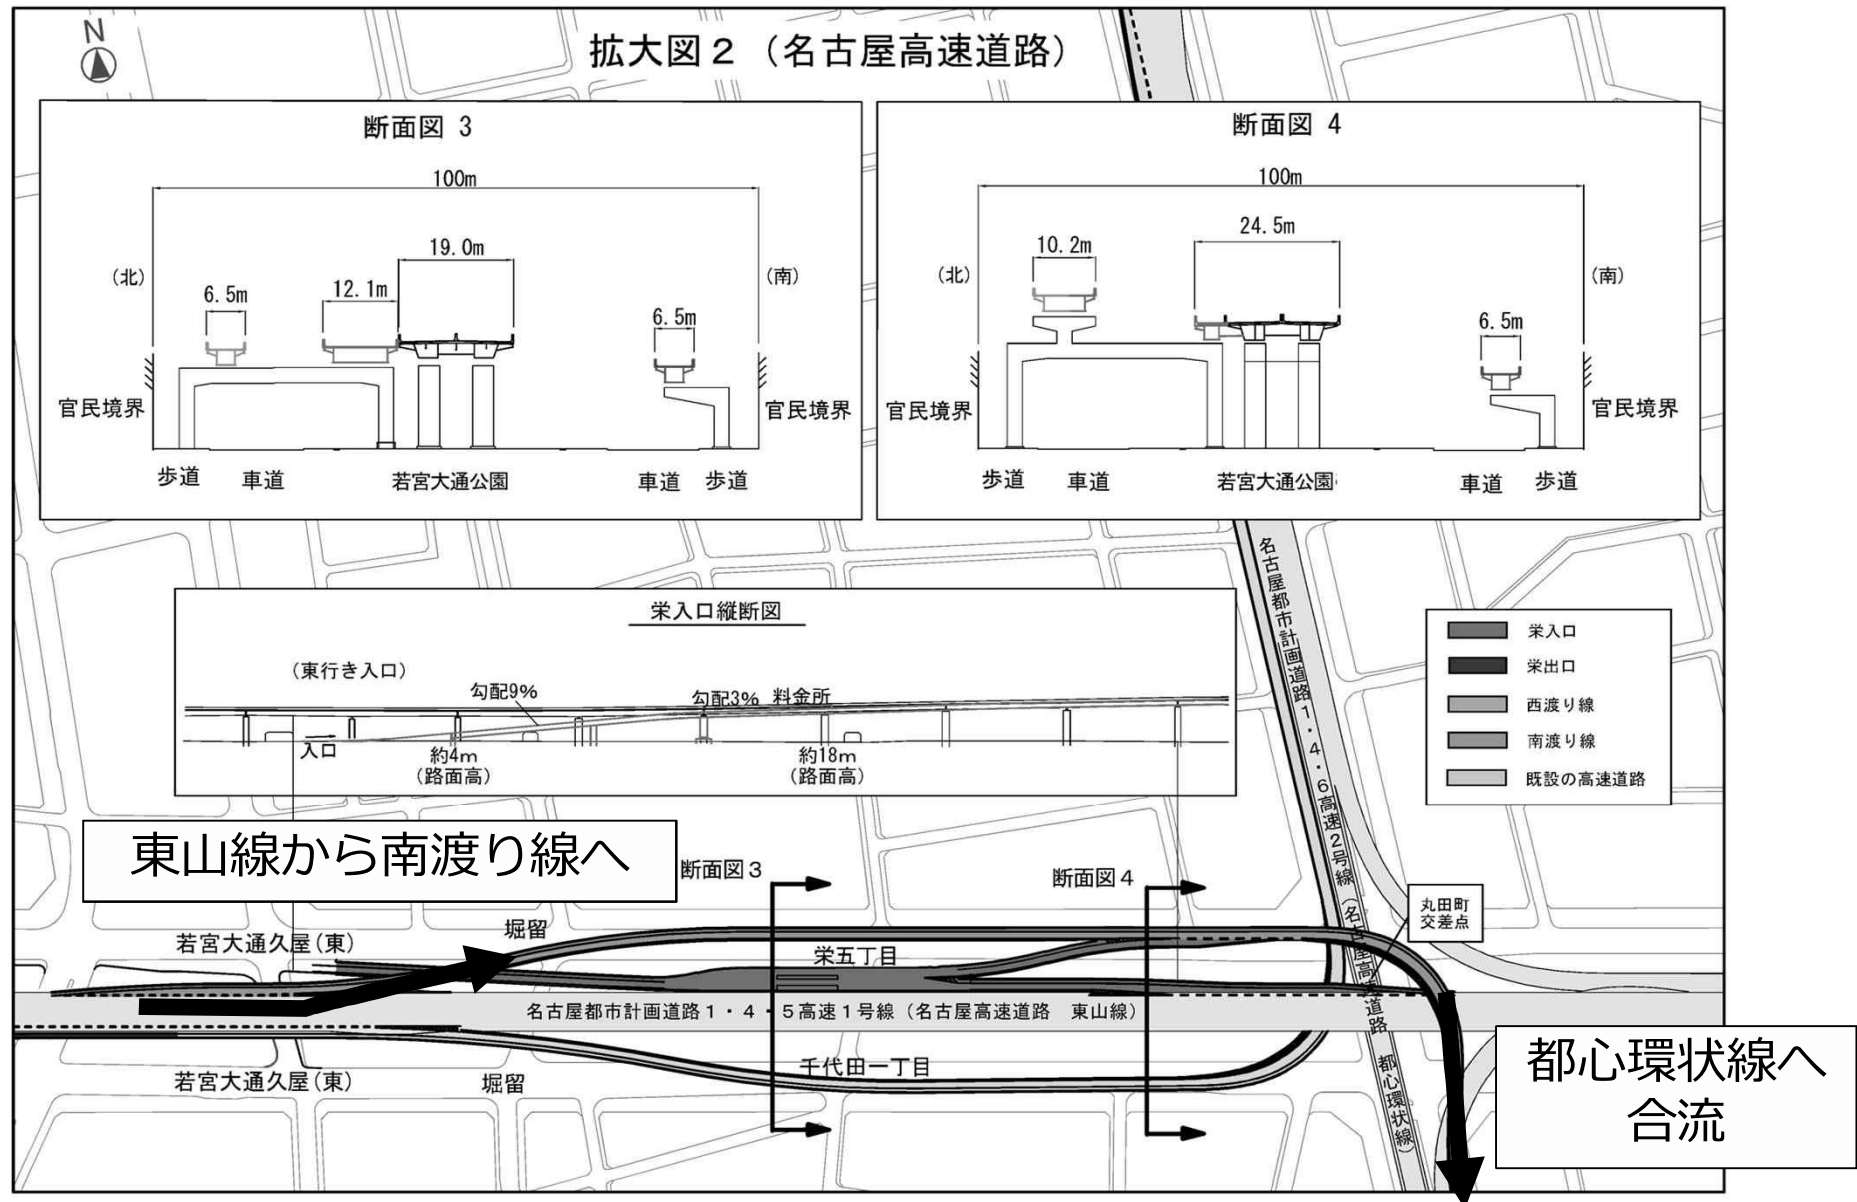 N
拡大図２（名古屋高速道路）
断面図 3
100m
19.0m
(北)
(南)
6.5m
12.1m
6.5m
官民境界
官民境界
歩道
車道
若宮大通公園
車道
歩道
断面図 4
100m
24.5m
10.2m
(北)
(南)
6.5m
官民境界
官民境界
歩道
車道
若宮大通公園
車道
歩道
栄入口縦断図
(東行き入口)
勾配9%
勾配3%
料金所
入口
約4m
(路面高)
約18m
(路面高)
名古屋都市計画道路１・４・６高速２号線（名古屋高速道路　都心環状線）
栄入口
栄出口
西渡り線
南渡り線
既設の高速道路
東山線から南渡り線へ
断面図３
断面図４
丸田町
交差点
若宮大通久屋(東)
堀留
栄五丁目
名古屋都市計画道路１・４・５高速１号線（名古屋高速道路　東山線）
千代田一丁目
若宮大通久屋(東)
堀留
都心環状線へ
合流